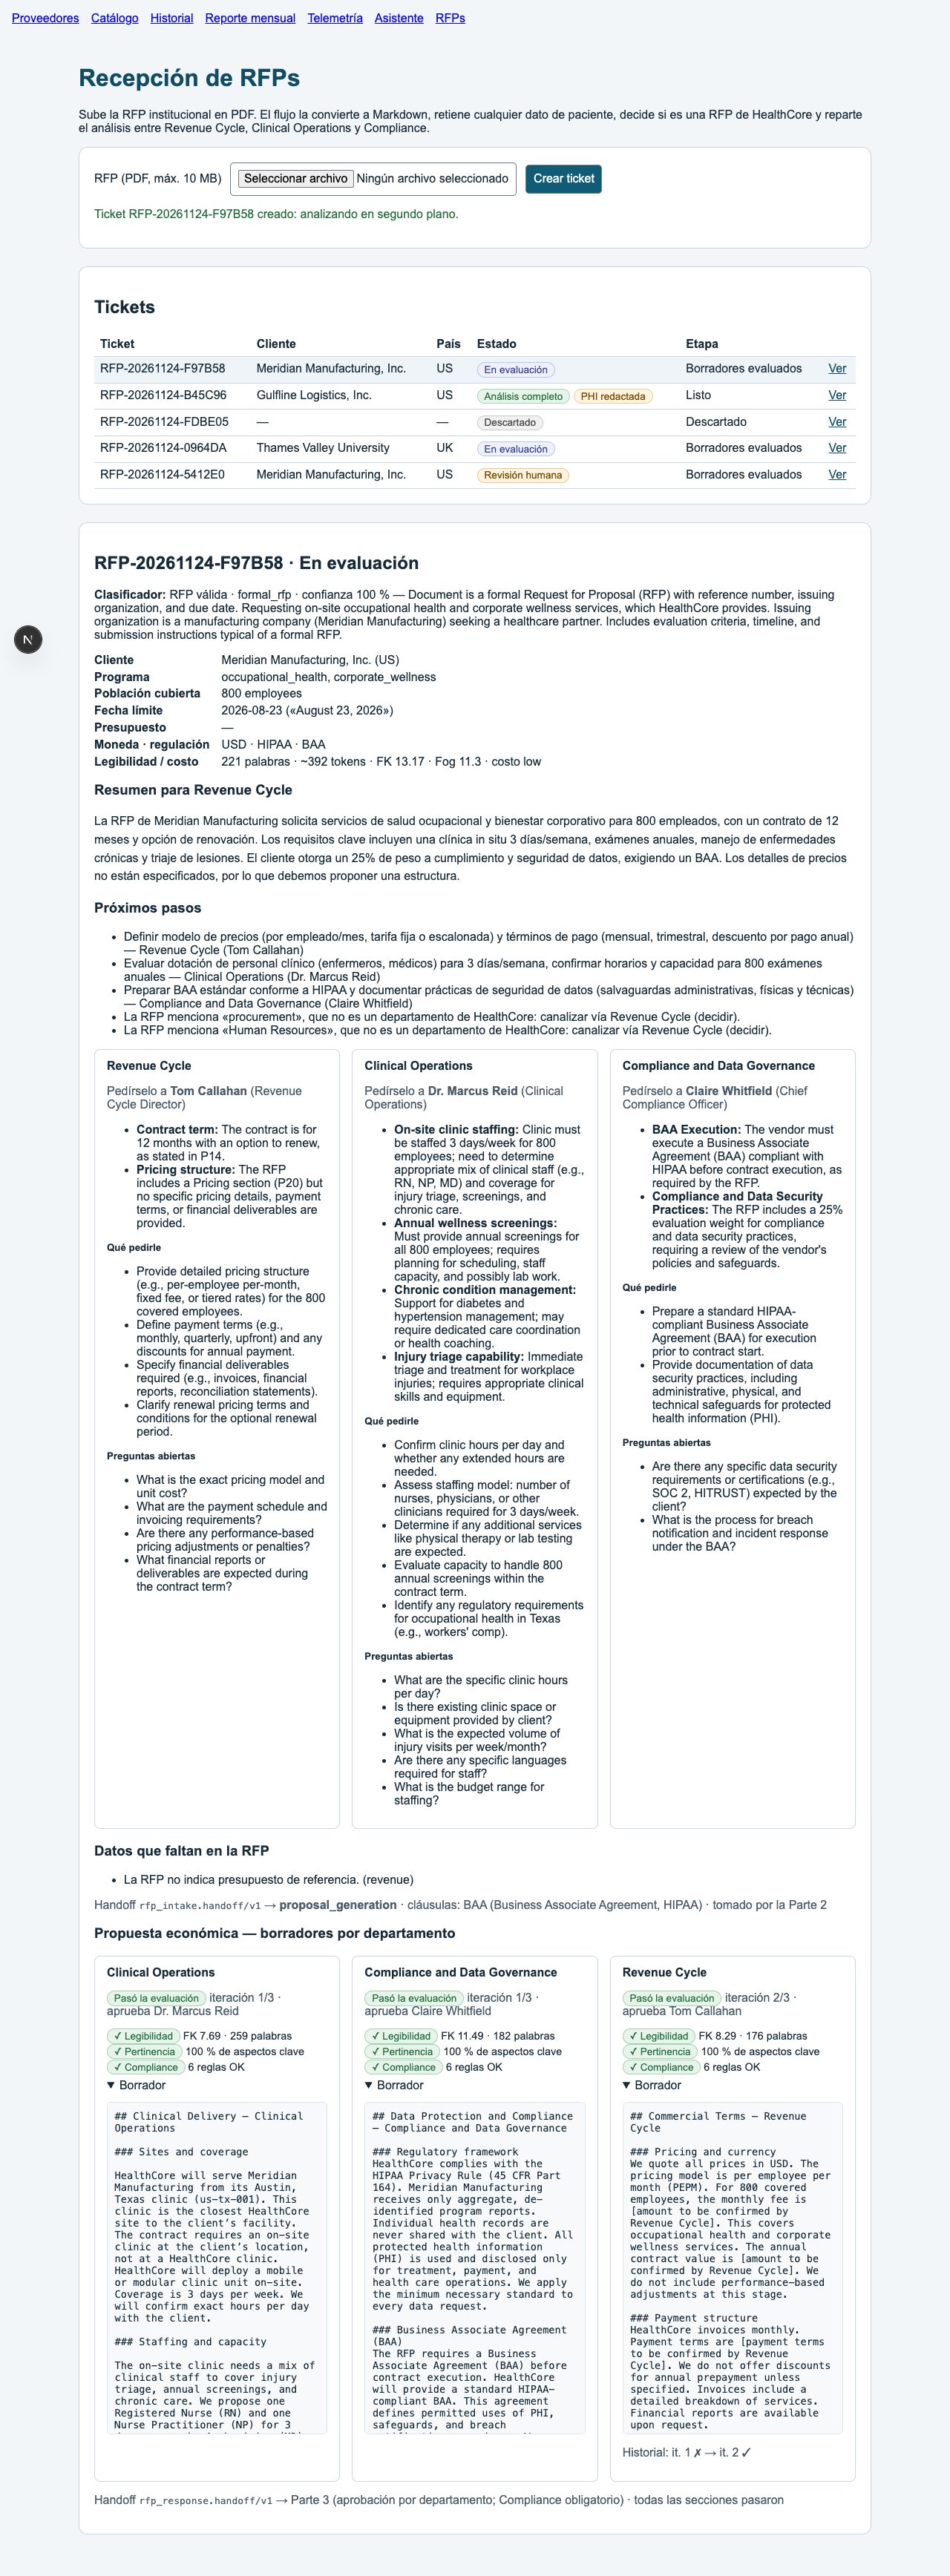 Proveedores Catálogo Historial Reporte mensual Telemetría Asistente RFPs
Recepción de RFPs
Sube la RFP institucional en PDF. El flujo la convierte a Markdown, retiene cualquier dato de paciente, decide si es una RFP de HealthCore y reparte
el análisis entre Revenue Cycle, Clinical Operations y Compliance.
RFP (PDF, máx. 10 MB) Seleccionar archivo Ningún archivo seleccionado Crear ticket
Ticket RFP-20261124-F97B58 creado: analizando en segundo plano.
Tickets
Ticket Cliente País Estado Etapa
RFP-20261124-F97B58 Meridian Manufacturing, Inc. US En evaluación Borradores evaluados Ver
RFP-20261124-B45C96 Gulfline Logistics, Inc. US Análisis completo PHI redactada Listo Ver
RFP-20261124-FDBE05 — — Descartado Descartado Ver
RFP-20261124-0964DA Thames Valley University UK En evaluación Borradores evaluados Ver
RFP-20261124-5412E0 Meridian Manufacturing, Inc. US Revisión humana Borradores evaluados Ver
RFP-20261124-F97B58 · En evaluación
Clasificador: RFP válida · formal_rfp · confianza 100 % — Document is a formal Request for Proposal (RFP) with reference number, issuing
organization, and due date. Requesting on-site occupational health and corporate wellness services, which HealthCore provides. Issuing
organization is a manufacturing company (Meridian Manufacturing) seeking a healthcare partner. Includes evaluation criteria, timeline, and
submission instructions typical of a formal RFP.
N
Cliente Meridian Manufacturing, Inc. (US)
Programa occupational_health, corporate_wellness
Población cubierta 800 employees
Fecha límite 2026-08-23 («August 23, 2026»)
Presupuesto —
Moneda · regulación USD · HIPAA · BAA
Legibilidad / costo 221 palabras · ~392 tokens · FK 13.17 · Fog 11.3 · costo low
Resumen para Revenue Cycle
La RFP de Meridian Manufacturing solicita servicios de salud ocupacional y bienestar corporativo para 800 empleados, con un contrato de 12
meses y opción de renovación. Los requisitos clave incluyen una clínica in situ 3 días/semana, exámenes anuales, manejo de enfermedades
crónicas y triaje de lesiones. El cliente otorga un 25% de peso a cumplimiento y seguridad de datos, exigiendo un BAA. Los detalles de precios
no están especificados, por lo que debemos proponer una estructura.
Próximos pasos
• Definir modelo de precios (por empleado/mes, tarifa fija o escalonada) y términos de pago (mensual, trimestral, descuento por pago anual)
— Revenue Cycle (Tom Callahan)
• Evaluar dotación de personal clínico (enfermeros, médicos) para 3 días/semana, confirmar horarios y capacidad para 800 exámenes
anuales — Clinical Operations (Dr. Marcus Reid)
• Preparar BAA estándar conforme a HIPAA y documentar prácticas de seguridad de datos (salvaguardas administrativas, físicas y técnicas)
— Compliance and Data Governance (Claire Whitfield)
• La RFP menciona «procurement», que no es un departamento de HealthCore: canalizar vía Revenue Cycle (decidir).
• La RFP menciona «Human Resources», que no es un departamento de HealthCore: canalizar vía Revenue Cycle (decidir).
Revenue Cycle
Pedírselo a Tom Callahan (Revenue
Cycle Director)
• Contract term: The contract is for
12 months with an option to renew,
as stated in P14.
• Pricing structure: The RFP
includes a Pricing section (P20) but
no specific pricing details, payment
terms, or financial deliverables are
provided.
Qué pedirle
• Provide detailed pricing structure
(e.g., per-employee per-month,
fixed fee, or tiered rates) for the 800
covered employees.
• Define payment terms (e.g.,
monthly, quarterly, upfront) and any
discounts for annual payment.
• Specify financial deliverables
required (e.g., invoices, financial
reports, reconciliation statements).
• Clarify renewal pricing terms and
conditions for the optional renewal
period.
Preguntas abiertas
• What is the exact pricing model and
unit cost?
• What are the payment schedule and
invoicing requirements?
• Are there any performance-based
pricing adjustments or penalties?
• What financial reports or
deliverables are expected during
the contract term?
Clinical Operations
Pedírselo a Dr. Marcus Reid (Clinical
Operations)
• On-site clinic staffing: Clinic must
be staffed 3 days/week for 800
employees; need to determine
appropriate mix of clinical staff (e.g.,
RN, NP, MD) and coverage for
injury triage, screenings, and
chronic care.
• Annual wellness screenings:
Must provide annual screenings for
all 800 employees; requires
planning for scheduling, staff
capacity, and possibly lab work.
• Chronic condition management:
Support for diabetes and
hypertension management; may
require dedicated care coordination
or health coaching.
• Injury triage capability: Immediate
triage and treatment for workplace
injuries; requires appropriate clinical
skills and equipment.
Qué pedirle
• Confirm clinic hours per day and
whether any extended hours are
needed.
• Assess staffing model: number of
nurses, physicians, or other
clinicians required for 3 days/week.
• Determine if any additional services
like physical therapy or lab testing
are expected.
• Evaluate capacity to handle 800
annual screenings within the
contract term.
• Identify any regulatory requirements
for occupational health in Texas
(e.g., workers' comp).
Preguntas abiertas
• What are the specific clinic hours
per day?
• Is there existing clinic space or
equipment provided by client?
• What is the expected volume of
injury visits per week/month?
• Are there any specific languages
required for staff?
• What is the budget range for
staffing?
Compliance and Data Governance
Pedírselo a Claire Whitfield (Chief
Compliance Officer)
• BAA Execution: The vendor must
execute a Business Associate
Agreement (BAA) compliant with
HIPAA before contract execution, as
required by the RFP.
• Compliance and Data Security
Practices: The RFP includes a 25%
evaluation weight for compliance
and data security practices,
requiring a review of the vendor's
policies and safeguards.
Qué pedirle
• Prepare a standard HIPAA-
compliant Business Associate
Agreement (BAA) for execution
prior to contract start.
• Provide documentation of data
security practices, including
administrative, physical, and
technical safeguards for protected
health information (PHI).
Preguntas abiertas
• Are there any specific data security
requirements or certifications (e.g.,
SOC 2, HITRUST) expected by the
client?
• What is the process for breach
notification and incident response
under the BAA?
Datos que faltan en la RFP
• La RFP no indica presupuesto de referencia. (revenue)
Handoff rfp_intake.handoff/v1 → proposal_generation · cláusulas: BAA (Business Associate Agreement, HIPAA) · tomado por la Parte 2
Propuesta económica — borradores por departamento
Clinical Operations
Pasó la evaluación iteración 1/3 ·
aprueba Dr. Marcus Reid
✓ Legibilidad FK 7.69 · 259 palabras
✓ Pertinencia 100 % de aspectos clave
✓ Compliance 6 reglas OK
▼ Borrador
## Clinical Delivery — Clinical
Operations
### Sites and coverage
HealthCore will serve Meridian
Manufacturing from its Austin,
Texas clinic (us-tx-001). This
clinic is the closest HealthCore
site to the client's facility.
The contract requires an on-site
clinic at the client's location,
not at a HealthCore clinic.
HealthCore will deploy a mobile
or modular clinic unit on-site.
Coverage is 3 days per week. We
will confirm exact hours per day
with the client.
### Staffing and capacity
The on-site clinic needs a mix of
clinical staff to cover injury
triage, annual screenings, and
chronic care. We propose one
Registered Nurse (RN) and one
Nurse Practitioner (NP) for 3
Compliance and Data Governance
Pasó la evaluación iteración 1/3 ·
aprueba Claire Whitfield
✓ Legibilidad FK 11.49 · 182 palabras
✓ Pertinencia 100 % de aspectos clave
✓ Compliance 6 reglas OK
▼ Borrador
## Data Protection and Compliance
— Compliance and Data Governance
### Regulatory framework
HealthCore complies with the
HIPAA Privacy Rule (45 CFR Part
164). Meridian Manufacturing
receives only aggregate, de-
identified program reports.
Individual health records are
never shared with the client. All
protected health information
(PHI) is used and disclosed only
for treatment, payment, and
health care operations. We apply
the minimum necessary standard to
every data request.
### Business Associate Agreement
(BAA)
The RFP requires a Business
Associate Agreement (BAA) before
contract execution. HealthCore
will provide a standard HIPAA-
compliant BAA. This agreement
defines permitted uses of PHI,
safeguards, and breach
Revenue Cycle
Pasó la evaluación iteración 2/3 ·
aprueba Tom Callahan
✓ Legibilidad FK 8.29 · 176 palabras
✓ Pertinencia 100 % de aspectos clave
✓ Compliance 6 reglas OK
▼ Borrador
## Commercial Terms — Revenue
Cycle
### Pricing and currency
We quote all prices in USD. The
pricing model is per employee per
month (PEPM). For 800 covered
employees, the monthly fee is
[amount to be confirmed by
Revenue Cycle]. This covers
occupational health and corporate
wellness services. The annual
contract value is [amount to be
confirmed by Revenue Cycle]. We
do not include performance-based
adjustments at this stage.
### Payment structure
HealthCore invoices monthly.
Payment terms are [payment terms
to be confirmed by Revenue
Cycle]. We do not offer discounts
for annual prepayment unless
specified. Invoices include a
detailed breakdown of services.
Financial reports are available
upon request.
Historial: it. 1 ✗ → it. 2 ✓
Handoff rfp_response.handoff/v1 → Parte 3 (aprobación por departamento; Compliance obligatorio) · todas las secciones pasaron